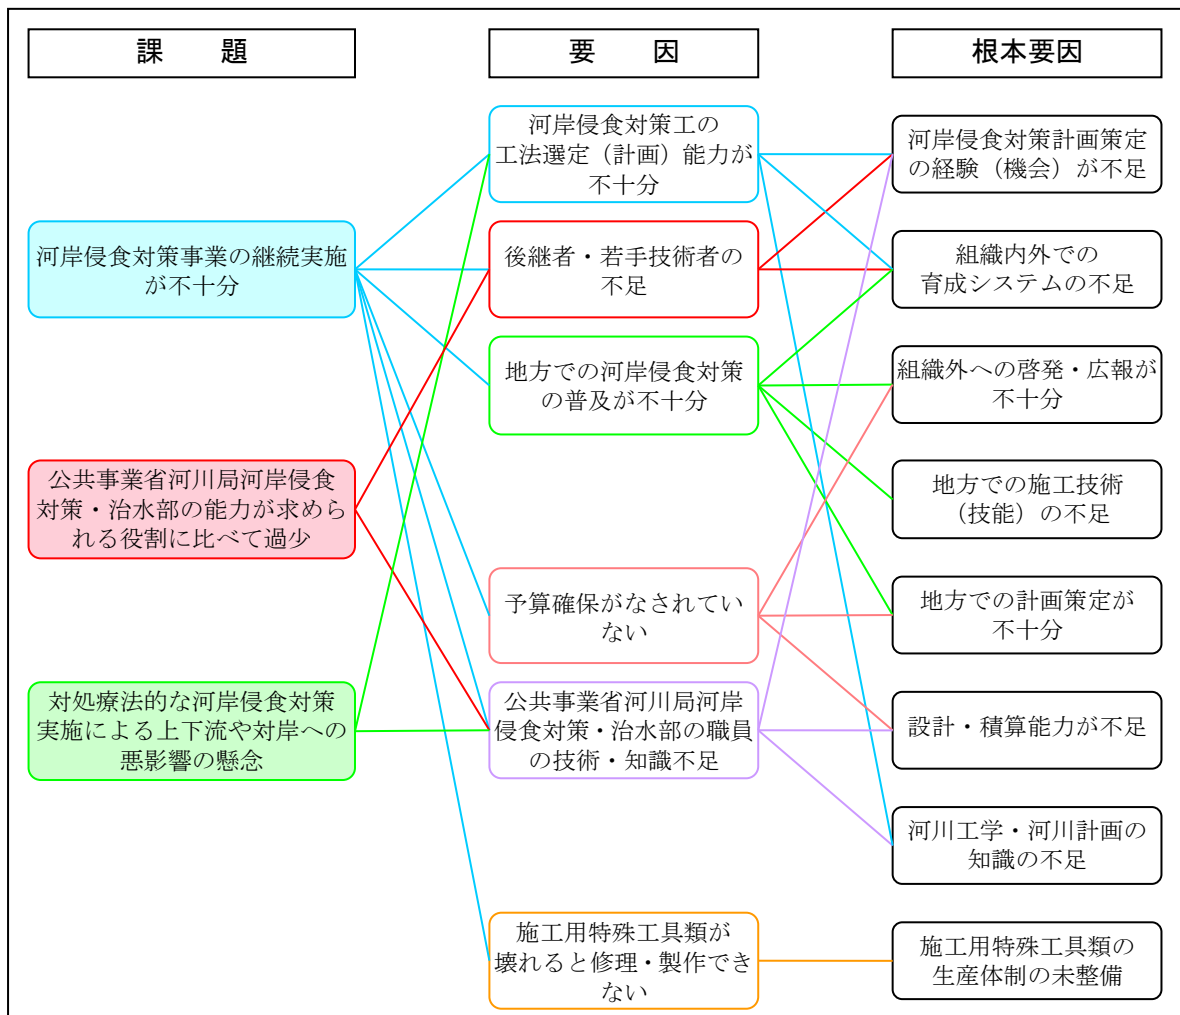 課　　題
河岸侵食対策事業の継続実施
が不十分
公共事業省河川局河岸侵食
対策・治水部の能力が求めら
れる役割に比べて過少
対処療法的な河岸侵食対策
実施による上下流や対岸への
悪影響の懸念
要　　因
河岸侵食対策工の
工法選定（計画）能力が
不十分
後継者・若手技術者の
不足
地方での河岸侵食対策
の普及が不十分
予算確保がなされてい
ない
公共事業省河川局河岸
侵食対策・治水部の職員
の技術・知識不足
施工用特殊工具類が
壊れると修理・製作でき
ない
根本要因
河岸侵食対策計画策定
の経験（機会）が不足
組織内外での
育成システムの不足
組織外への啓発・広報が
不十分
地方での施工技術
（技能）の不足
地方での計画策定が
不十分
設計・積算能力が不足
河川工学・河川計画の
知識の不足
施工用特殊工具類の
生産体制の未整備